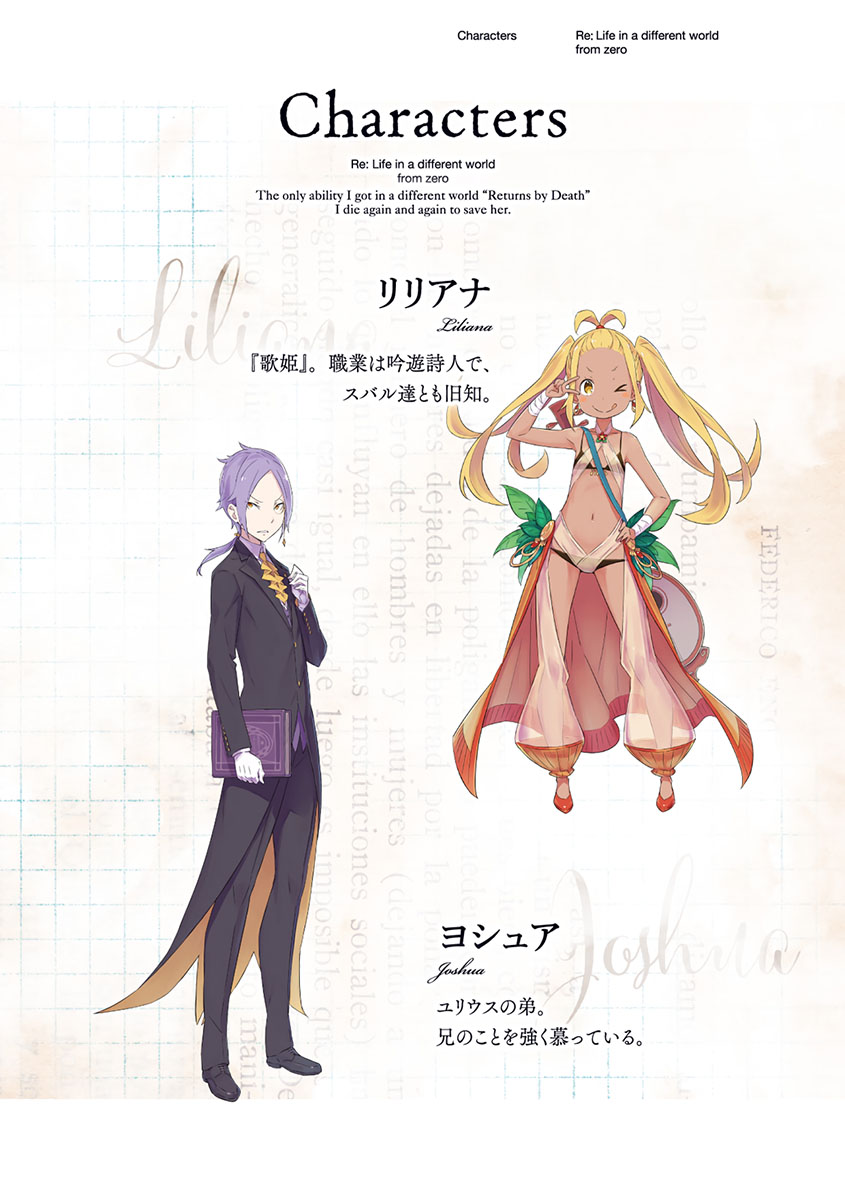 Characters
Re: Life in a different world
from zero
Characters
Re: Life in a different world
from zero
The only ability I got in a different world “Returns by Death”
I die again and again to save her.
リリアナ
Liliana
Liliana
『歌姫』。職業は吟遊詩人で、
スバル達とも旧知。
FEDERICO
ヨシュア
Joshua
Joshua
ユリウスの弟。
兄のことを強く慕っている。